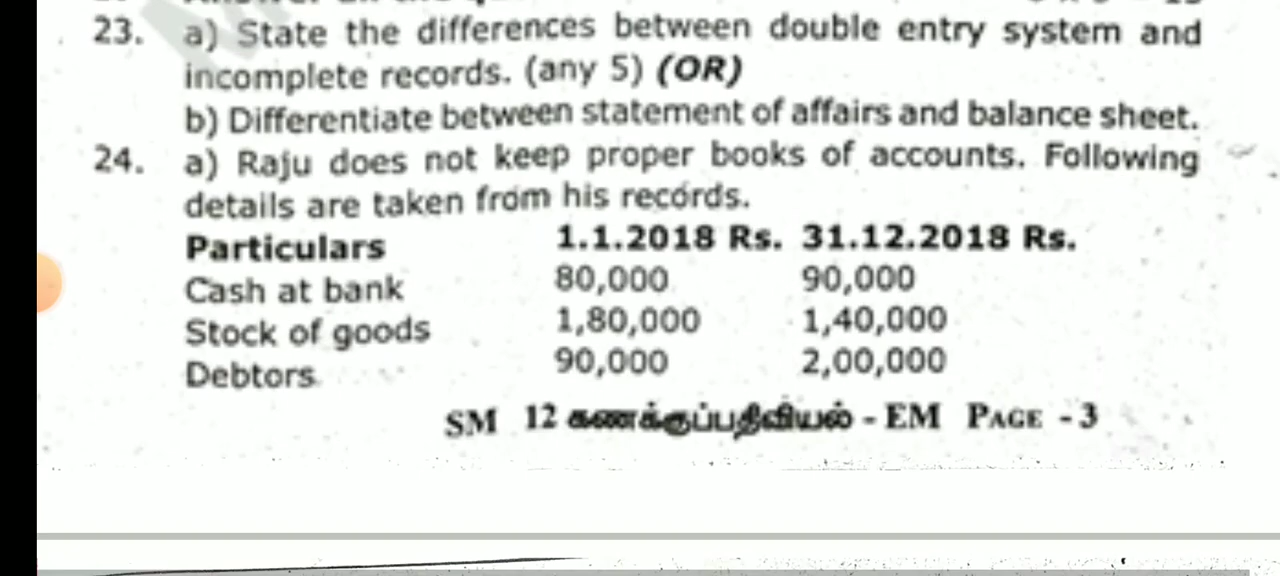 23. a) State the differences between double entry system and
incomplete records. (any 5) (OR)
b) Differentiate between statement of affairs and balance sheet.
24. a) Raju does not keep proper books of accounts. Following
details are taken from his records.
Particulars 1.1.2018 Rs. 31.12.2018 Rs.
Cash at bank 80,000 90,000
Stock of goods 1,80,000 1,40,000
Debtors 90,000 2,00,000
SM 12 கணக்குப்பதிவியல் - EM PAGE - 3